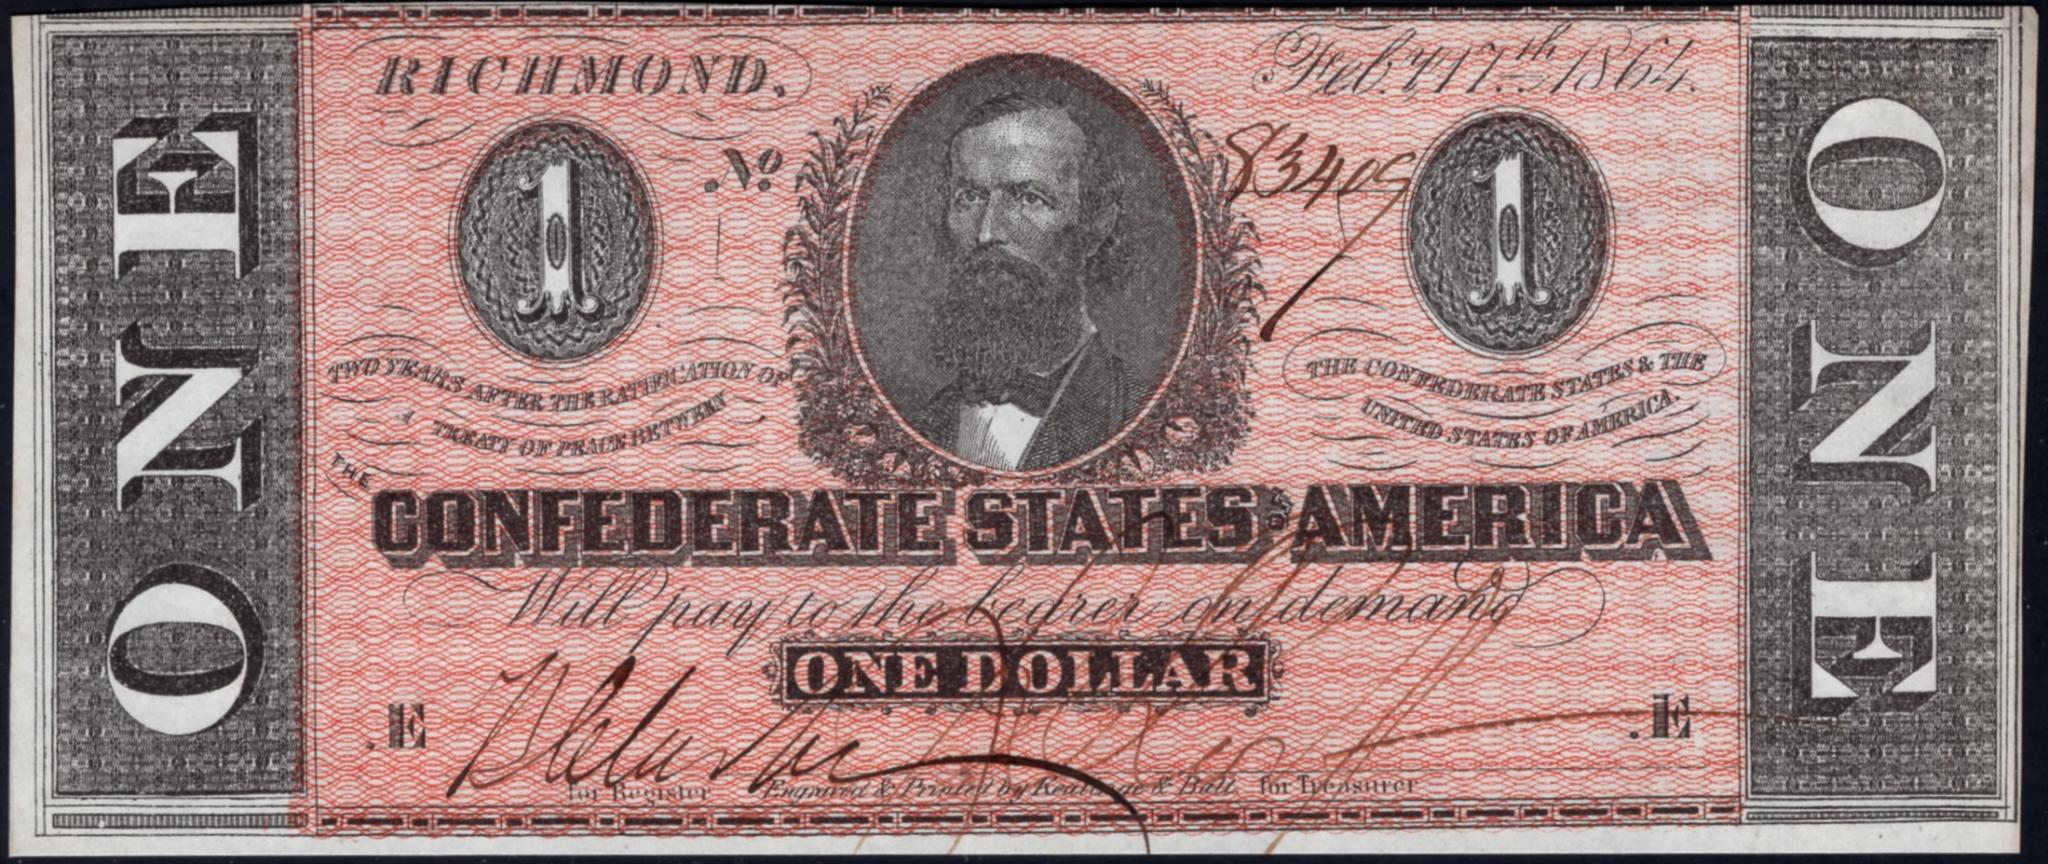 RICHMOND,
Feby. 17th 1864.
No 83409
1
1
TWO YEARS AFTER THE RATIFICATION OF
A TREATY OF PEACE BETWEEN
THE CONFEDERATE STATES & THE
UNITED STATES OF AMERICA.
THE
CONFEDERATE STATES OF AMERICA
Will pay to the bearer on demand
ONE DOLLAR
.E
.E
for Register
Engraved & Printed by Keatinge & Ball
for Treasurer
ONE
ONE